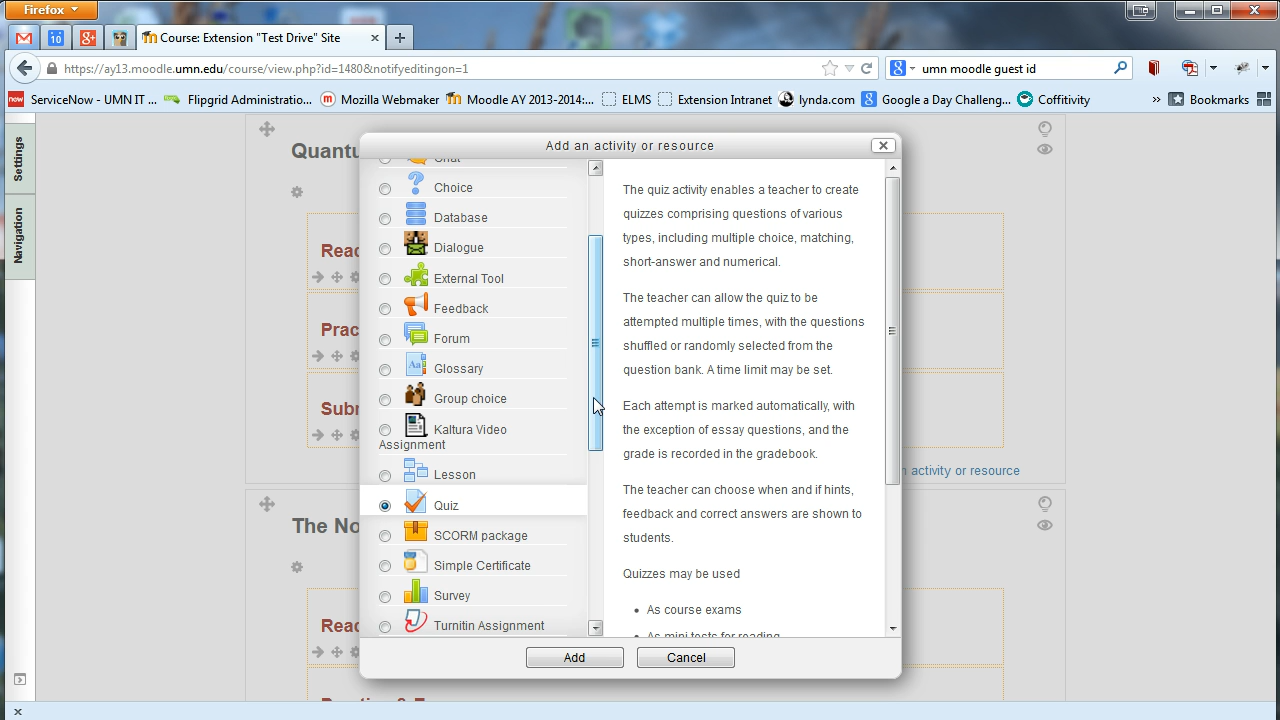 Firefox
10
Course: Extension "Test Drive" Site
https://ay13.moodle.umn.edu/course/view.php?id=1480&notifyeditingon=1
umn moodle guest id
ServiceNow - UMN IT ...
Flipgrid Administratio...
Mozilla Webmaker
Moodle AY 2013-2014:...
ELMS
Extension Intranet
lynda.com
Google a Day Challeng...
Coffitivity
Bookmarks
Settings
Navigation
Quantu
Reac
Prac
Subr
n activity or resource
The No
Reac
Add an activity or resource
Chat
Choice
Database
Dialogue
External Tool
Feedback
Forum
Glossary
Group choice
Kaltura Video
Assignment
Lesson
Quiz
SCORM package
Simple Certificate
Survey
Turnitin Assignment
The quiz activity enables a teacher to create
quizzes comprising questions of various
types, including multiple choice, matching,
short-answer and numerical.
The teacher can allow the quiz to be
attempted multiple times, with the questions
shuffled or randomly selected from the
question bank. A time limit may be set.
Each attempt is marked automatically, with
the exception of essay questions, and the
grade is recorded in the gradebook.
The teacher can choose when and if hints,
feedback and correct answers are shown to
students.
Quizzes may be used
• As course exams
• As mini tests for reading
Add
Cancel